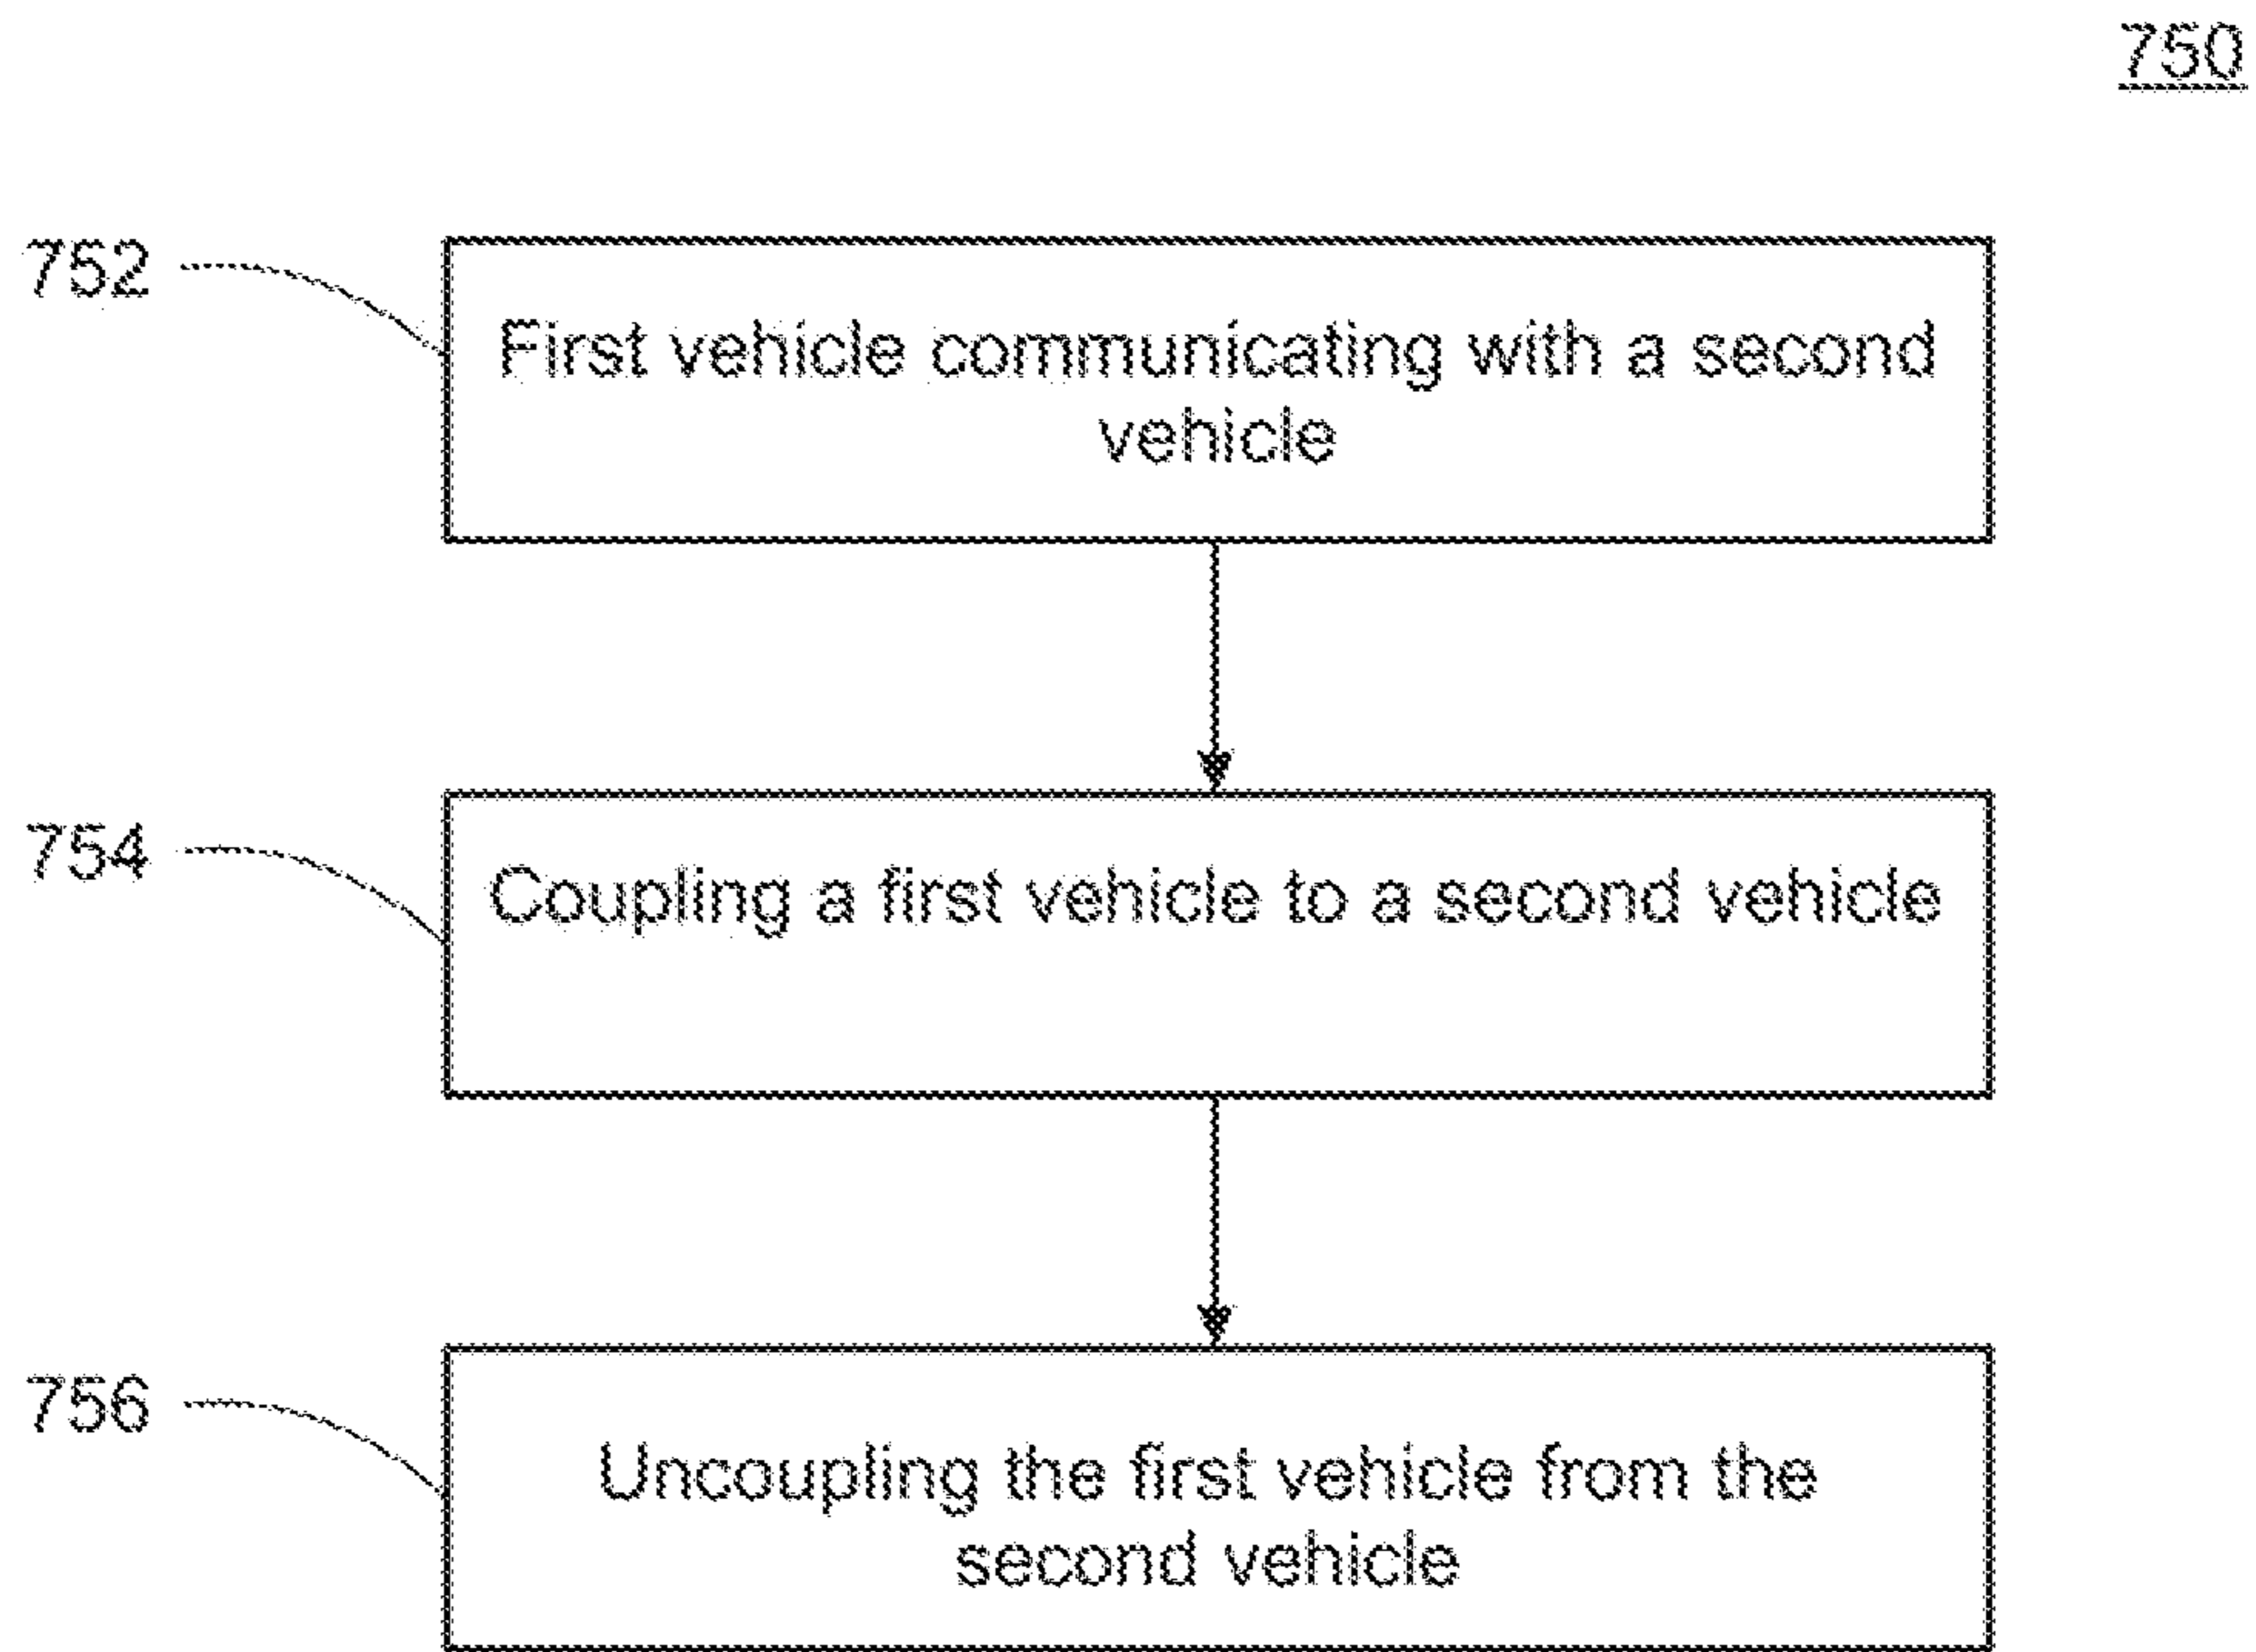 750
752
First vehicle communicating with a second
vehicle
754
Coupling a first vehicle to a second vehicle
756
Uncoupling the first vehicle from the
second vehicle